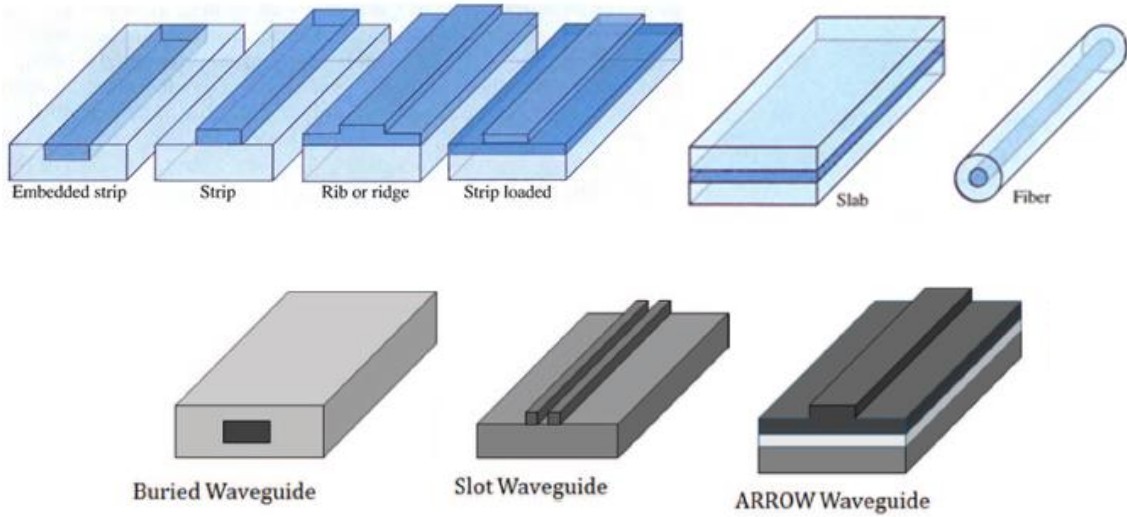 Embedded strip
Strip
Rib or ridge
Strip loaded
Slab
Fiber
Buried Waveguide
Slot Waveguide
ARROW Waveguide